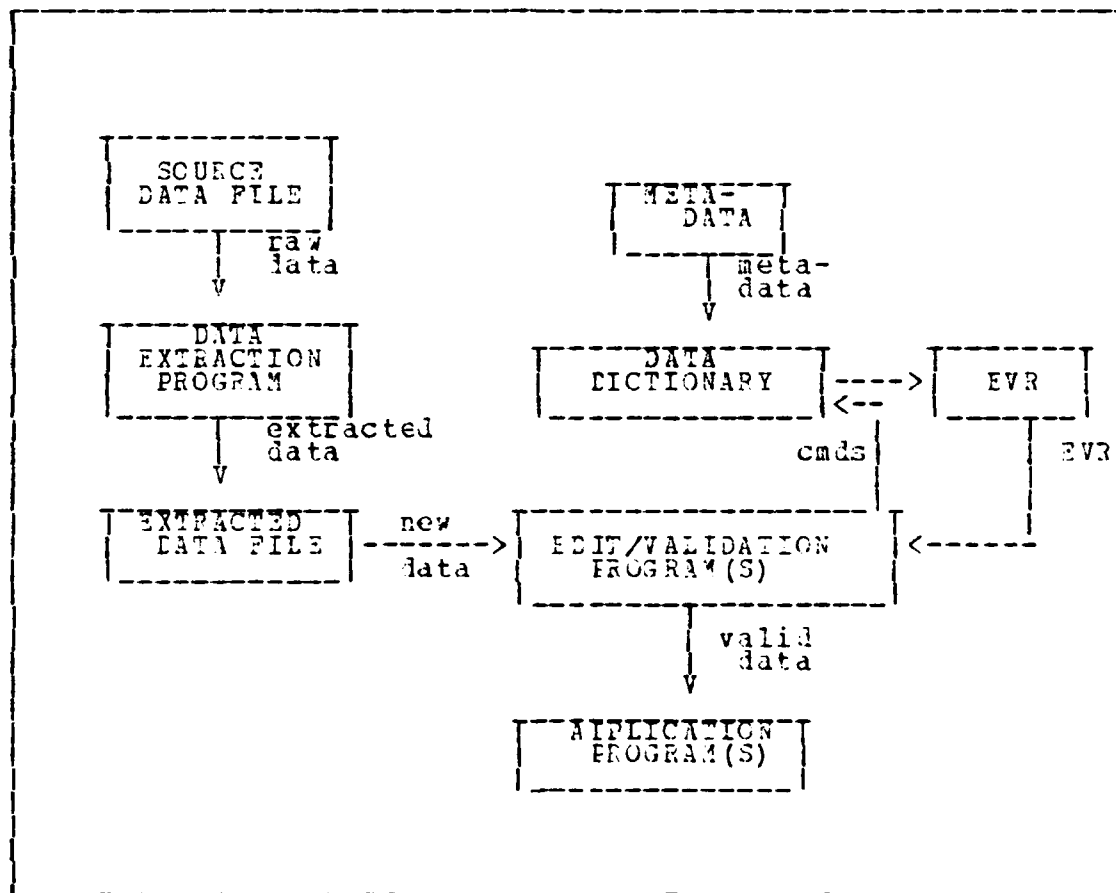 SOURCE
DATA FILE
raw
data
META-
DATA
meta-
data
DATA
EXTRACTION
PROGRAM
DATA
DICTIONARY
EVR
extracted
data
cmds
EVR
EXTRACTED
DATA FILE
new
data
EDIT/VALIDATION
PROGRAM(S)
valid
data
APPLICATION
PROGRAM(S)